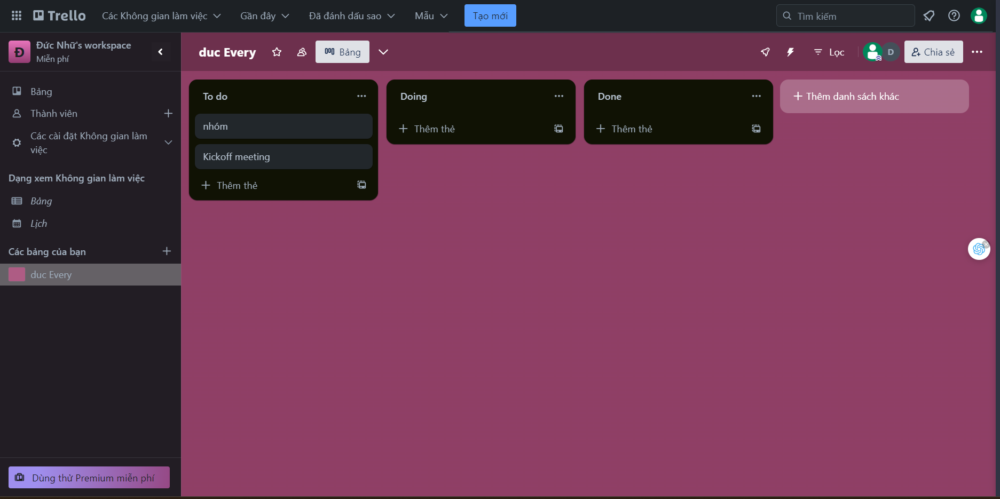 Trello
Các Không gian làm việc
Gần đây
Đã đánh dấu sao
Mẫu
Tạo mới
Tìm kiếm
Đ
Đức Nhữ's workspace
Miễn phí
duc Every
Bảng
Lọc
D
Chia sẻ
Bảng
Thành viên
Các cài đặt Không gian làm
việc
Dạng xem Không gian làm việc
Bảng
Lịch
Các bảng của bạn
duc Every
Dùng thử Premium miễn phí
To do
nhóm
Kickoff meeting
Thêm thẻ
Doing
Thêm thẻ
Done
Thêm thẻ
Thêm danh sách khác